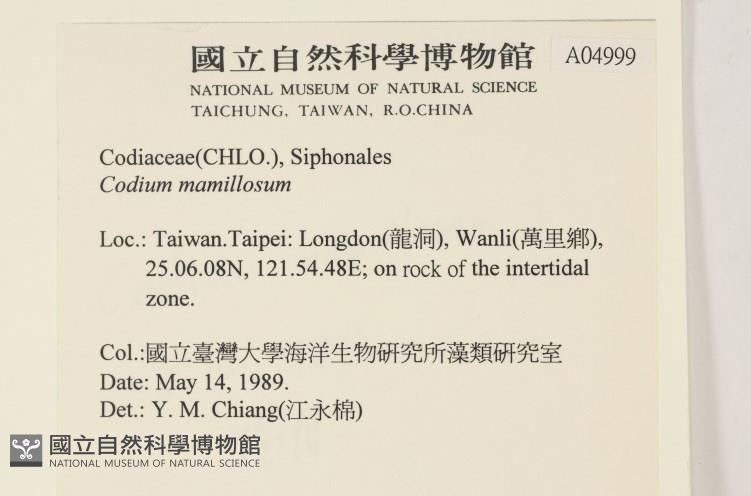 國立自然科學博物館
A04999
NATIONAL MUSEUM OF NATURAL SCIENCE
TAICHUNG, TAIWAN, R.O.CHINA
Codiaceae(CHLO.), Siphonales
Codium mamillosum
Loc.: Taiwan.Taipei: Longdon(龍洞), Wanli(萬里鄉),
25.06.08N, 121.54.48E; on rock of the intertidal
zone.
Col.:國立臺灣大學海洋生物研究所藻類研究室
Date: May 14, 1989.
Det.: Y. M. Chiang(江永棉)
國立自然科學博物館
NATIONAL MUSEUM OF NATURAL SCIENCE